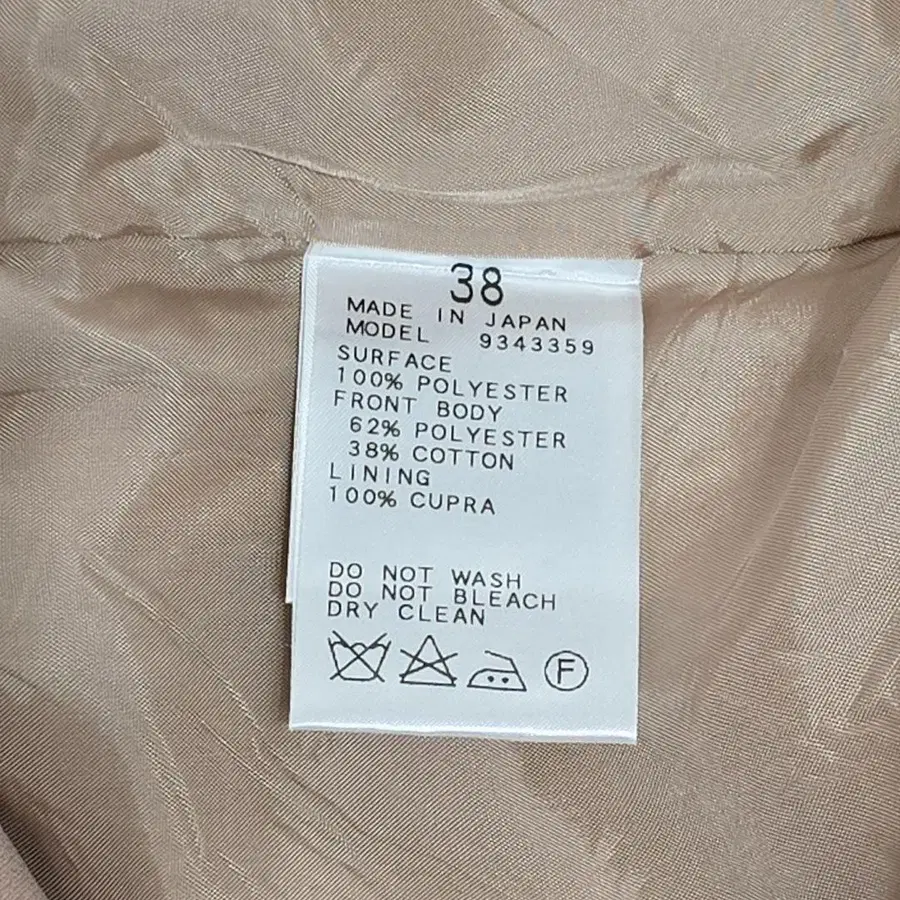 38
MADE IN JAPAN
MODEL 9343359
SURFACE
100% POLYESTER
FRONT BODY
62% POLYESTER
38% COTTON
LINING
100% CUPRA
DO NOT WASH
DO NOT BLEACH
DRY CLEAN
F